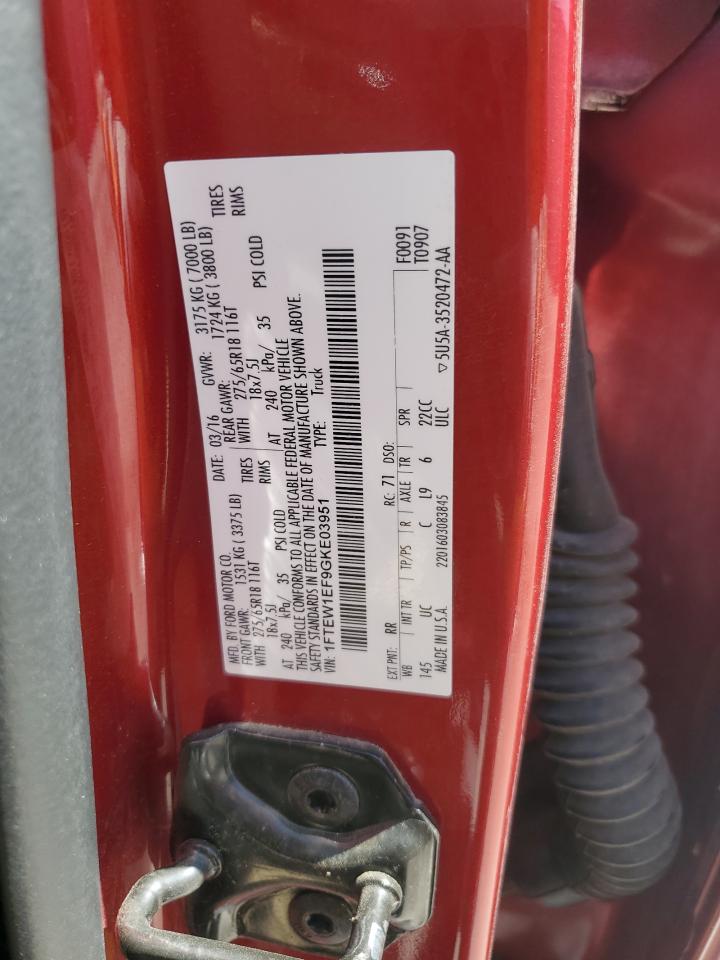 MFD. BY FORD MOTOR CO. DATE: 03/16 GVWR: 3175 KG ( 7000 LB)
FRONT GAWR: 1531 KG ( 3375 LB) REAR GAWR: 1724 KG ( 3800 LB)
WITH 275/65R18 116T TIRES WITH 275/65R18 116T TIRES
18x7.5J RIMS 18x7.5J RIMS
AT 240 kPa/ 35 PSI COLD AT 240 kPa/ 35 PSI COLD
THIS VEHICLE CONFORMS TO ALL APPLICABLE FEDERAL MOTOR VEHICLE
SAFETY STANDARDS IN EFFECT ON THE DATE OF MANUFACTURE SHOWN ABOVE.
VIN: 1FTEW1EF9GKE03951 TYPE: Truck
EXT PNT: RR RC: 71 DSO: F0091
WB INT TR TP/PS R AXLE TR SPR T0907
145 UC C L9 6 22CC
MADE IN U.S.A. 2201603083845 ULC ▽5U5A-3520472-AA